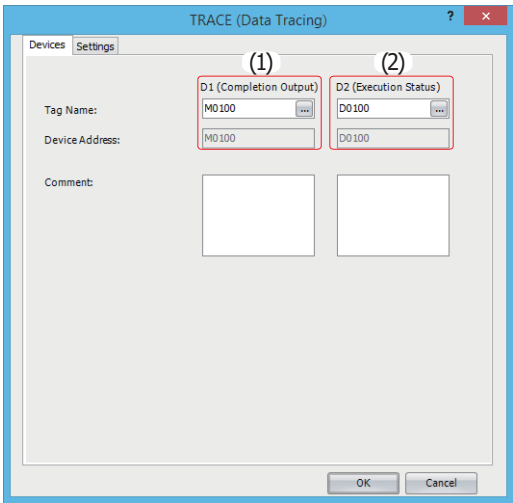 TRACE (Data Tracing)
?
×
Devices
Settings
(1)
(2)
D1 (Completion Output)
D2 (Execution Status)
Tag Name:
M0100
...
D0100
...
Device Address:
M0100
D0100
Comment:
OK
Cancel